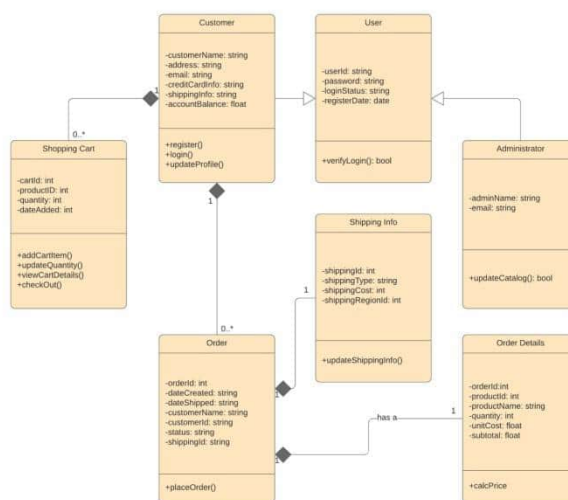 Customer
-customerName: string
-address: string
-email: string
-creditCardInfo: string
-shippingInfo: string
-accountBalance: float
+register()
+login()
+updateProfile()
User
-userId: string
-password: string
-loginStatus: string
-registerDate: date
+verifyLogin(): bool
1
0..*
Shopping Cart
-cartId: int
-productID: int
-quantity: int
-dateAdded: int
+addCartItem()
+updateQuantity()
+viewCartDetails()
+checkOut()
Administrator
-adminName: string
-email: string
+updateCatalog(): bool
1
0..*
Shipping Info
-shippingId: int
-shippingType: string
-shippingCost: int
-shippingRegionId: int
+updateShippingInfo()
1
1
Order
-orderId: int
-dateCreated: string
-dateShipped: string
-customerName: string
-customerId: string
-status: string
-shippingId: string
+placeOrder()
1
has a
1
Order Details
-orderId:int
-productId: int
-productName: string
-quantity: int
-unitCost: float
-subtotal: float
+calcPrice